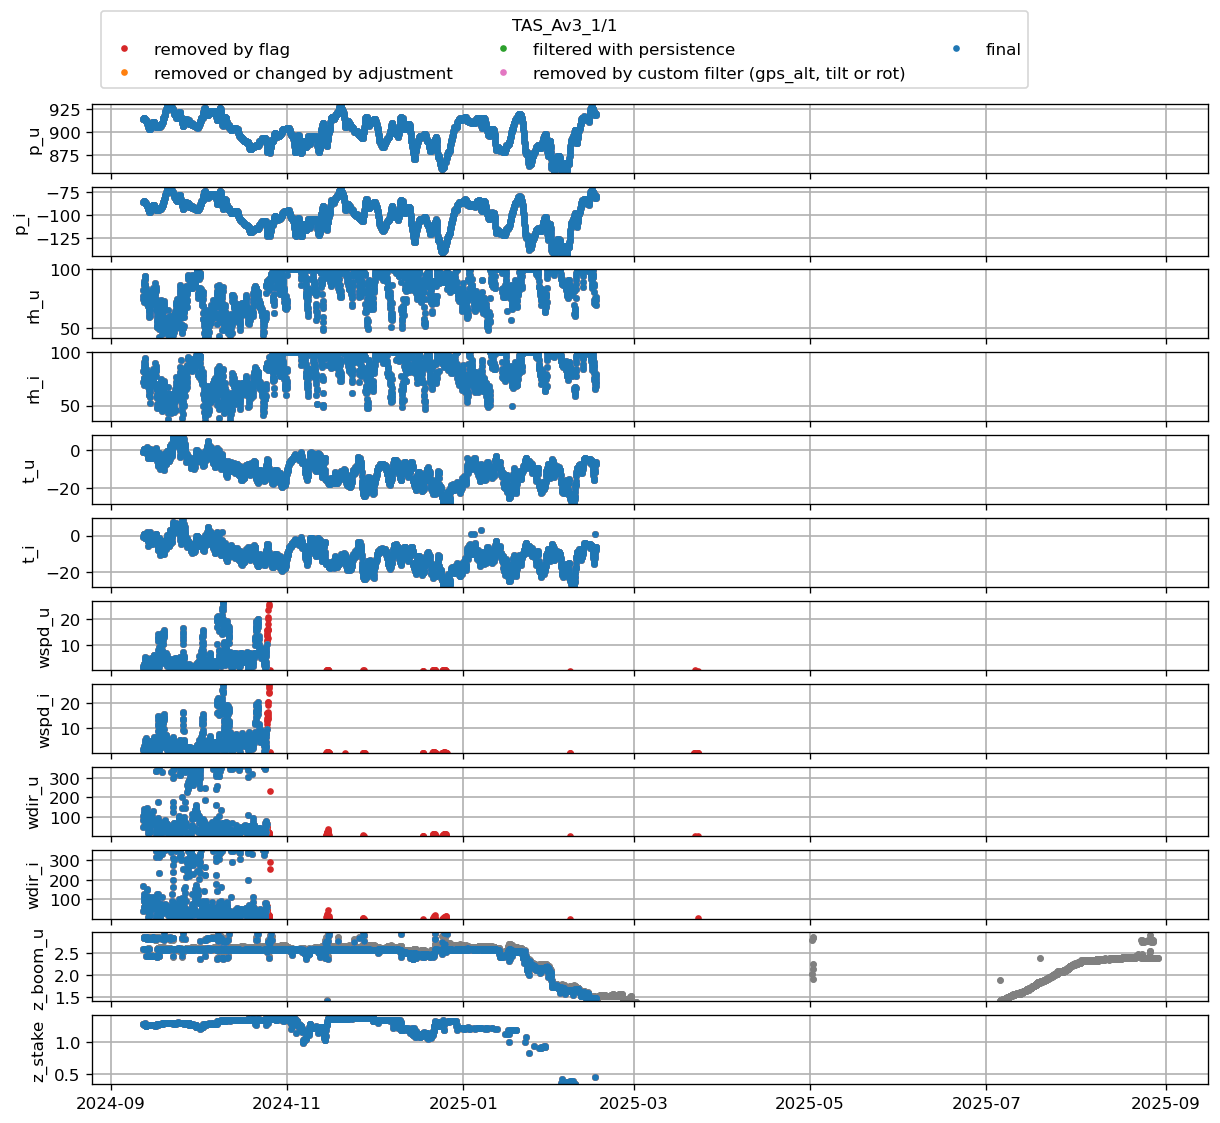 TAS_Av3_1/1
removed by flag
filtered with persistence
final
removed or changed by adjustment
removed by custom filter (gps_alt, tilt or rot)
925
900
875
p_u
−75
−100
−125
p_i
100
50
rh_u
100
50
rh_i
0
−20
t_u
0
−20
t_i
20
10
wspd_u
20
10
wspd_i
300
200
100
wdir_u
300
200
100
wdir_i
2.5
2.0
1.5
z_boom_u
1.0
0.5
z_stake
2024-09
2024-11
2025-01
2025-03
2025-05
2025-07
2025-09